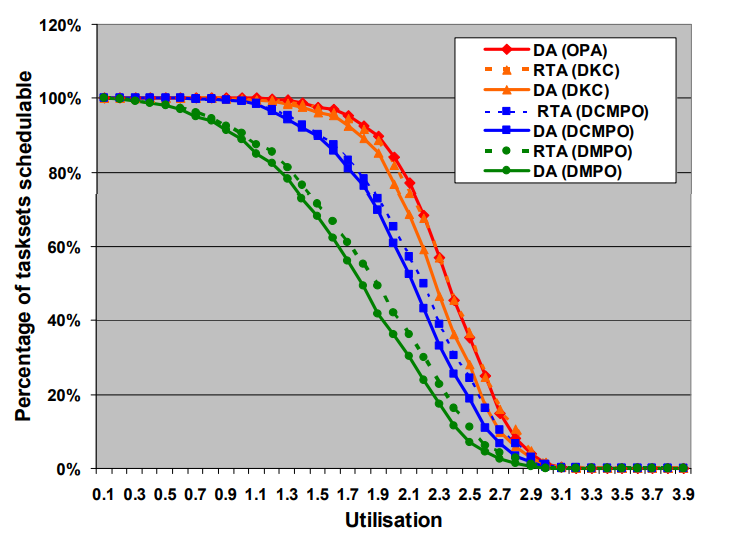 120%
100%
80%
60%
40%
20%
0%
Percentage of tasksets schedulable
DA (OPA)
RTA (DKC)
DA (DKC)
RTA (DCMPO)
DA (DCMPO)
RTA (DMPO)
DA (DMPO)
0.1 0.3 0.5 0.7 0.9 1.1 1.3 1.5 1.7 1.9 2.1 2.3 2.5 2.7 2.9 3.1 3.3 3.5 3.7 3.9
Utilisation